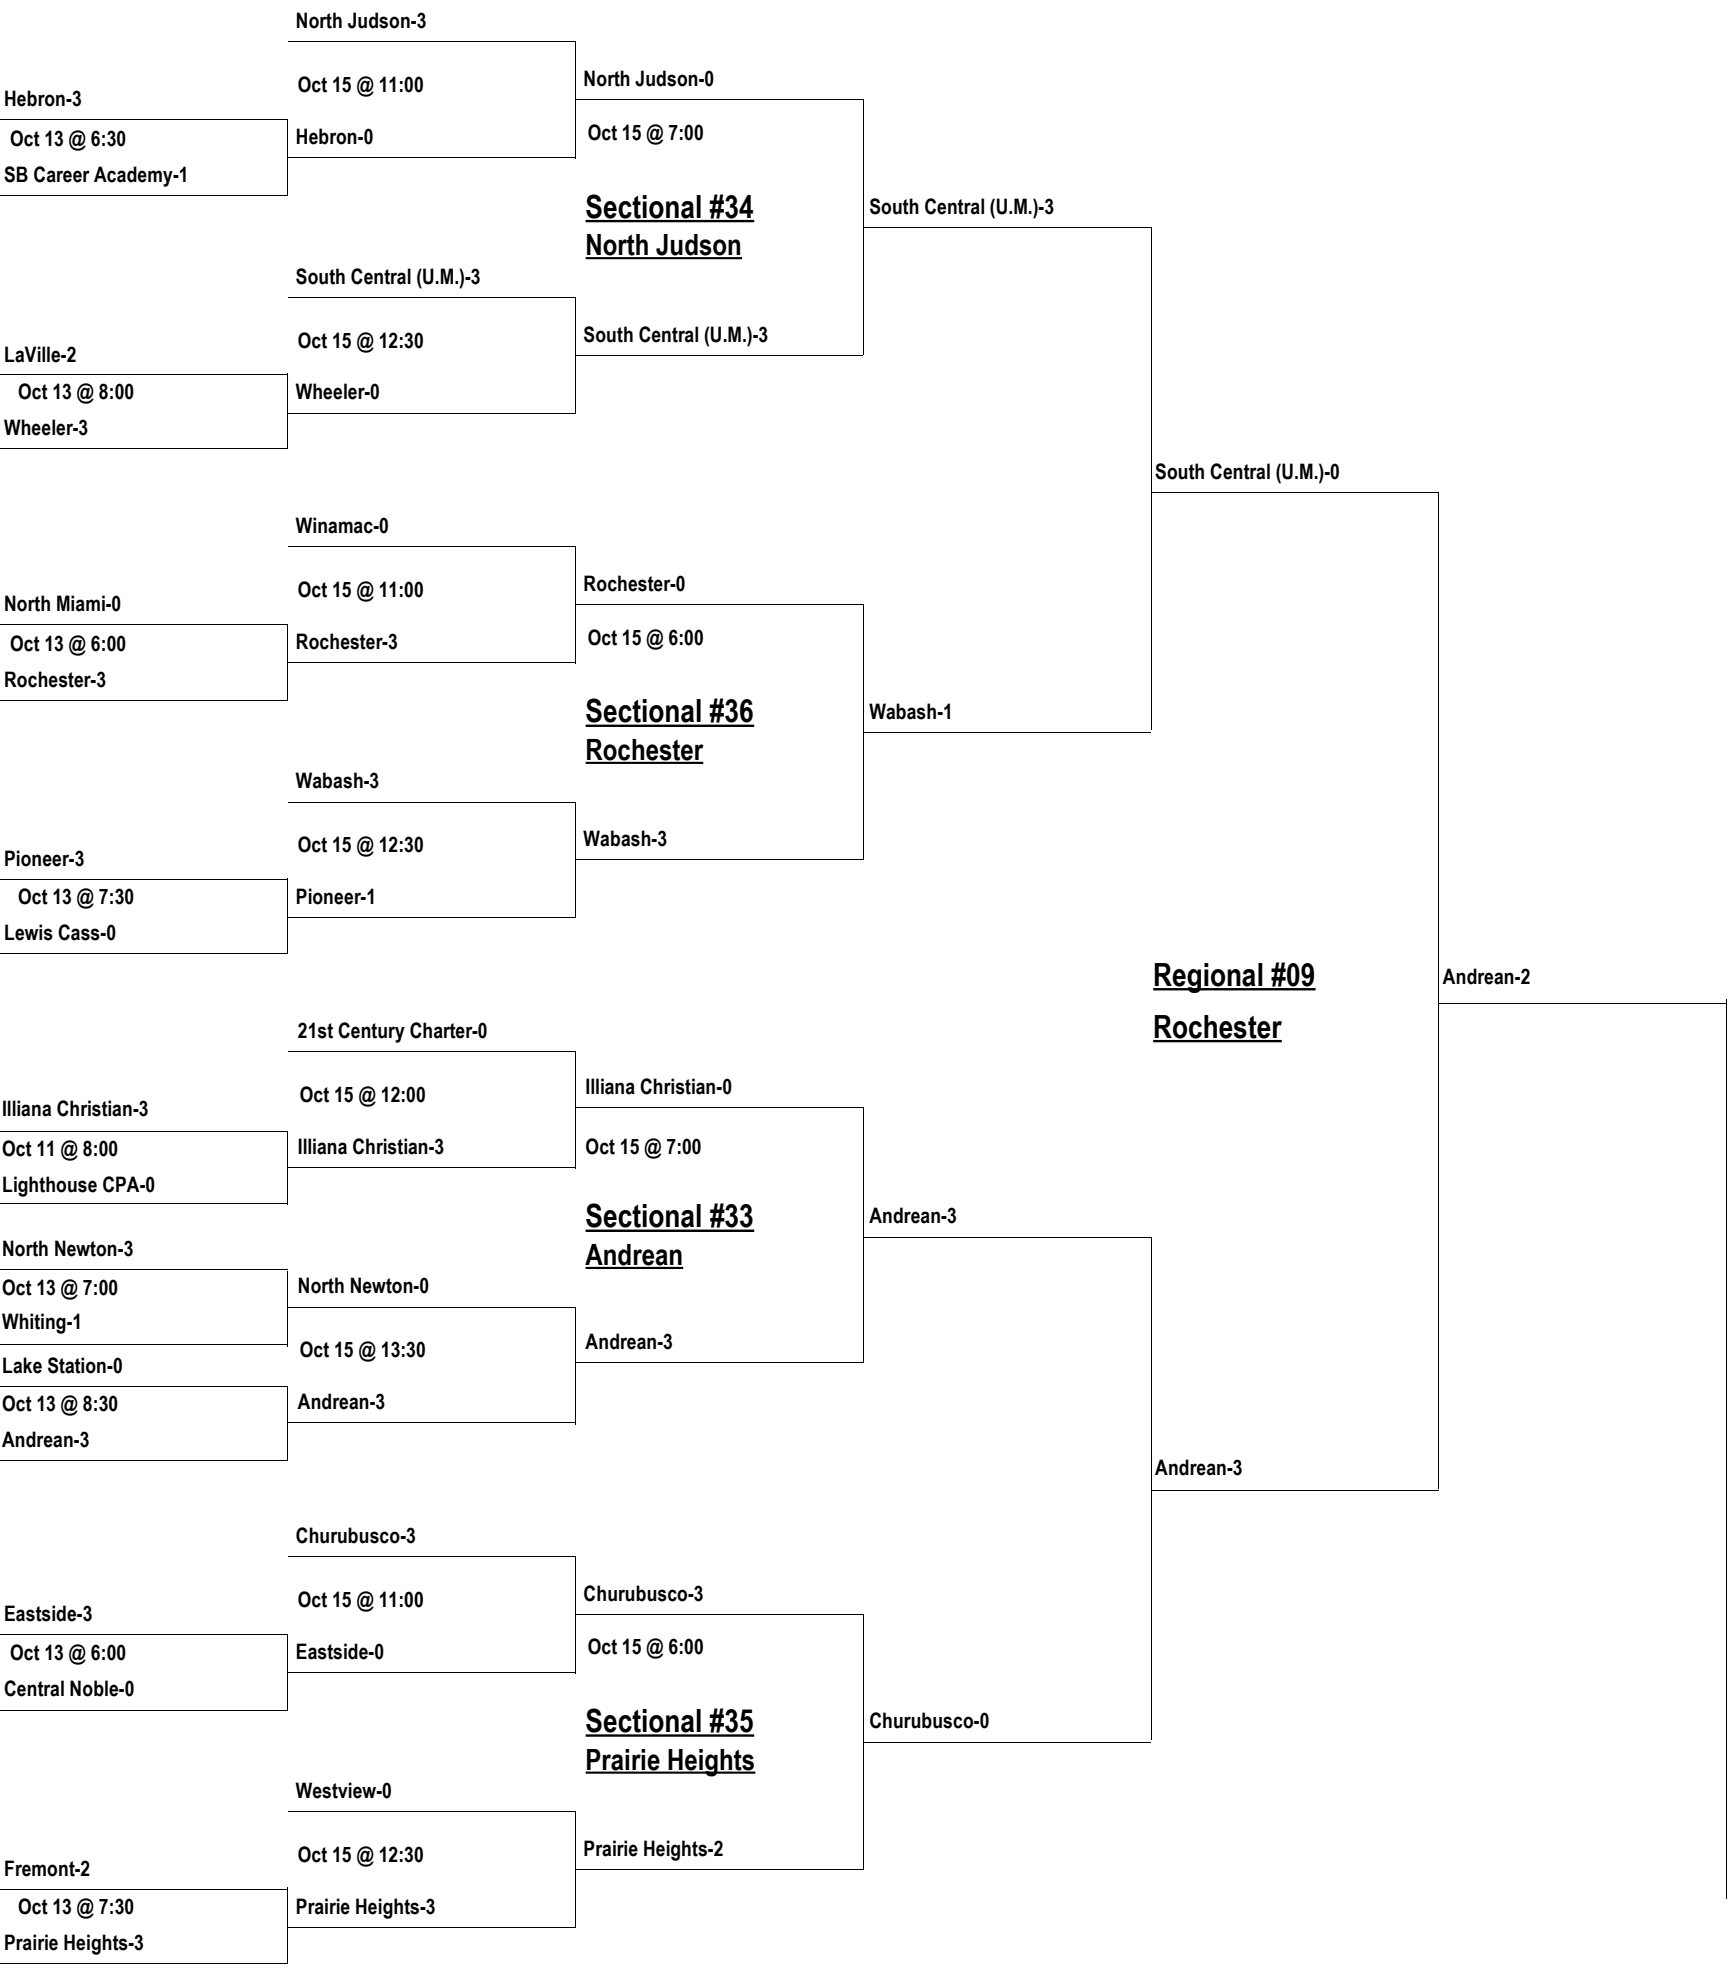 North Judson-3
Oct 15 @ 11:00
North Judson-0
Hebron-3
Oct 13 @ 6:30
Hebron-0
Oct 15 @ 7:00
SB Career Academy-1
Sectional #34
South Central (U.M.)-3
North Judson
South Central (U.M.)-3
Oct 15 @ 12:30
South Central (U.M.)-3
LaVille-2
Oct 13 @ 8:00
Wheeler-0
Wheeler-3
South Central (U.M.)-0
Winamac-0
Oct 15 @ 11:00
Rochester-0
North Miami-0
Oct 13 @ 6:00
Rochester-3
Oct 15 @ 6:00
Rochester-3
Sectional #36
Wabash-1
Rochester
Wabash-3
Oct 15 @ 12:30
Wabash-3
Pioneer-3
Oct 13 @ 7:30
Pioneer-1
Lewis Cass-0
Regional #09
Andrean-2
Rochester
21st Century Charter-0
Oct 15 @ 12:00
Illiana Christian-0
Illiana Christian-3
Oct 11 @ 8:00
Illiana Christian-3
Oct 15 @ 7:00
Lighthouse CPA-0
Sectional #33
Andrean-3
North Newton-3
Andrean
Oct 13 @ 7:00
North Newton-0
Whiting-1
Oct 15 @ 13:30
Andrean-3
Lake Station-0
Oct 13 @ 8:30
Andrean-3
Andrean-3
Andrean-3
Churubusco-3
Oct 15 @ 11:00
Churubusco-3
Eastside-3
Oct 13 @ 6:00
Eastside-0
Oct 15 @ 6:00
Central Noble-0
Sectional #35
Churubusco-0
Prairie Heights
Westview-0
Oct 15 @ 12:30
Prairie Heights-2
Fremont-2
Oct 13 @ 7:30
Prairie Heights-3
Prairie Heights-3